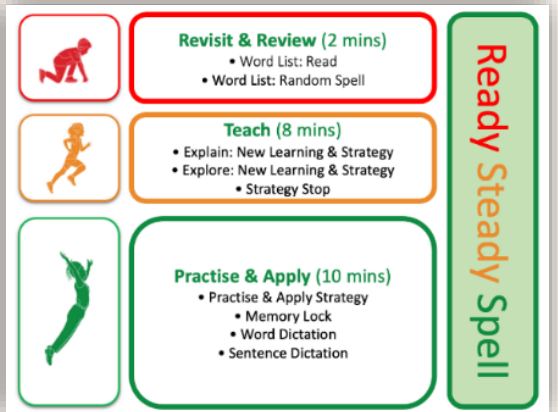 Revisit & Review (2 mins)
• Word List: Read
• Word List: Random Spell
Teach (8 mins)
• Explain: New Learning & Strategy
• Explore: New Learning & Strategy
• Strategy Stop
Practise & Apply (10 mins)
• Practise & Apply Strategy
• Memory Lock
• Word Dictation
• Sentence Dictation
Ready Steady Spell